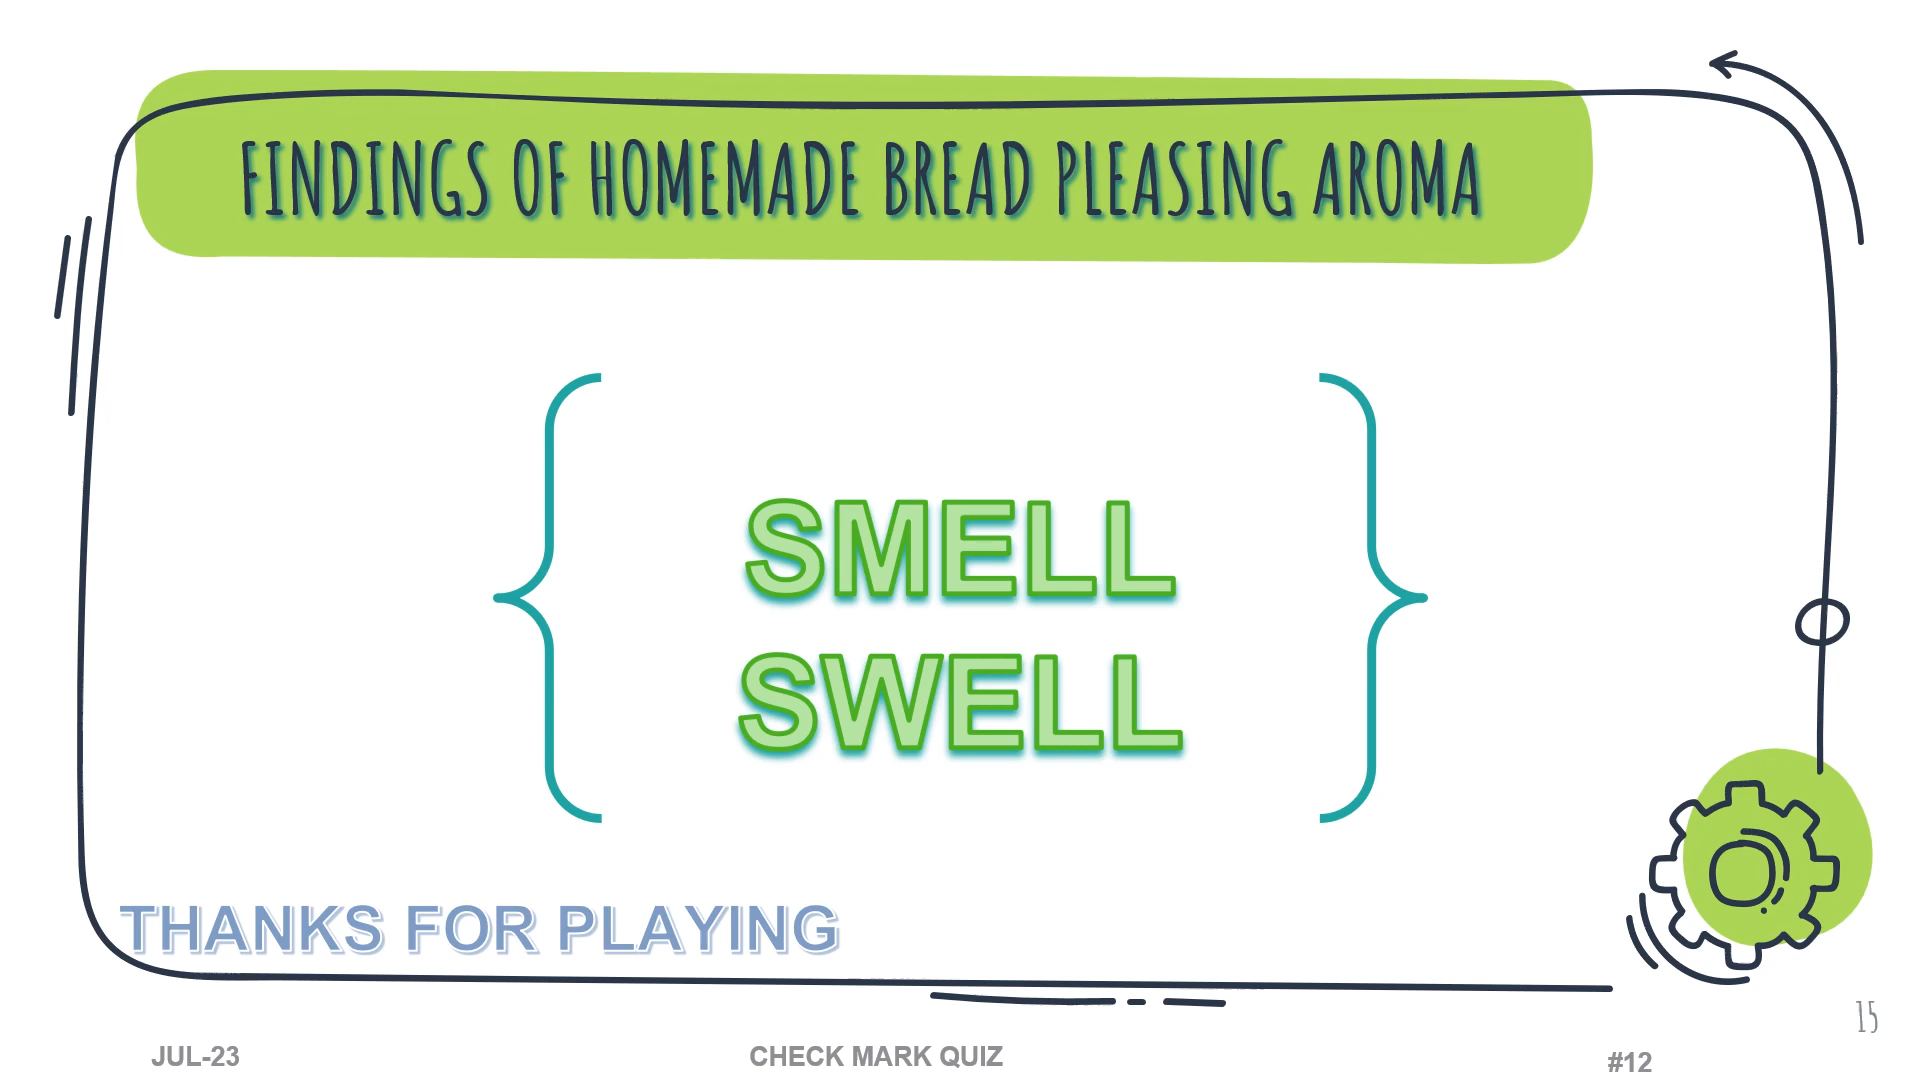 FINDINGS OF HOMEMADE BREAD PLEASING AROMA
SMELL
SWELL
THANKS FOR PLAYING
15
JUL-23
CHECK MARK QUIZ
#12